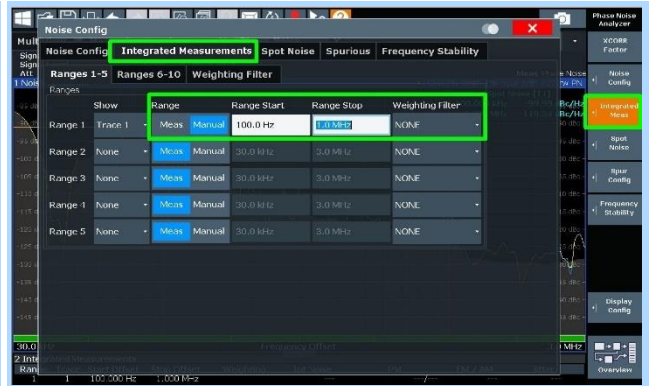 Phase Noise
Analyzer
Noise Config
XCORR
Factor
Noise Config Integrated Measurements Spot Noise Spurious Frequency Stability
Noise
Config
Ranges 1-5 Ranges 6-10 Weighting Filter
Ranges
Integrated
Meas
Show Range Range Start Range Stop Weighting Filter
Range 1 Trace 1 Meas Manual 100.0 Hz 1.0 MHz NONE
Spot
Noise
Range 2 None Meas Manual 30.0 kHz 3.0 MHz NONE
Spur
Config
Range 3 None Meas Manual 30.0 kHz 3.0 MHz NONE
Frequency
Stability
Range 4 None Meas Manual 30.0 kHz 3.0 MHz NONE
Range 5 None Meas Manual 30.0 kHz 3.0 MHz NONE
Display
Config
30.0 Frequency Offset MHz
2 Integrated Measurements
Overview
1 1 100.000 Hz 1.000 MHz